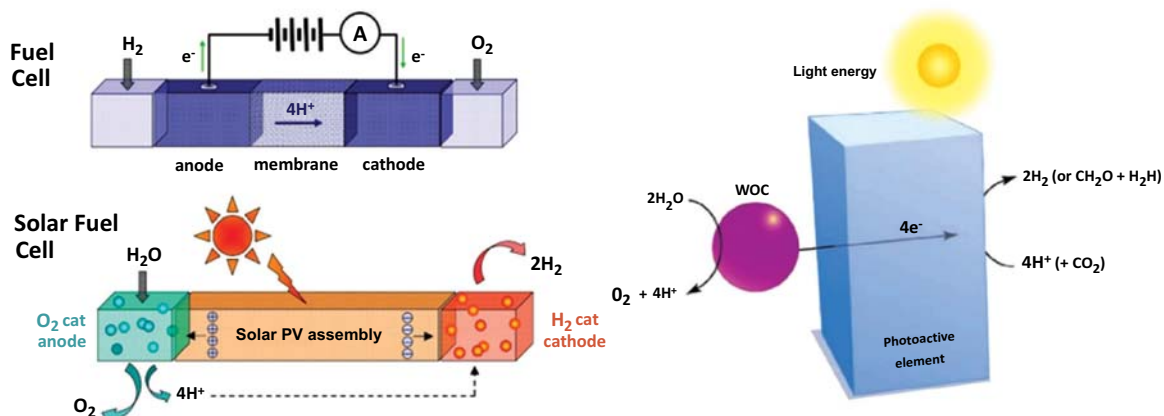 Fuel
Cell
H₂
e⁻
A
e⁻
O₂
4H⁺
anode
membrane
cathode
Solar Fuel
Cell
H₂O
2H₂
O₂ cat
anode
Solar PV assembly
H₂ cat
cathode
O₂
4H⁺
Light energy
2H₂O
WOC
4e⁻
2H₂ (or CH₂O + H₂H)
4H⁺ (+ CO₂)
0₂ + 4H⁺
Photoactive
element